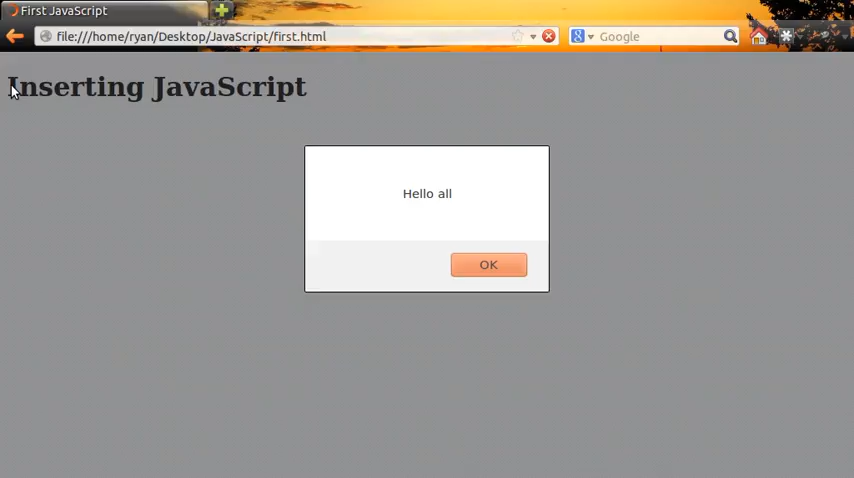 First JavaScript
file:///home/ryan/Desktop/JavaScript/first.html
Google
Inserting JavaScript
Hello all
OK